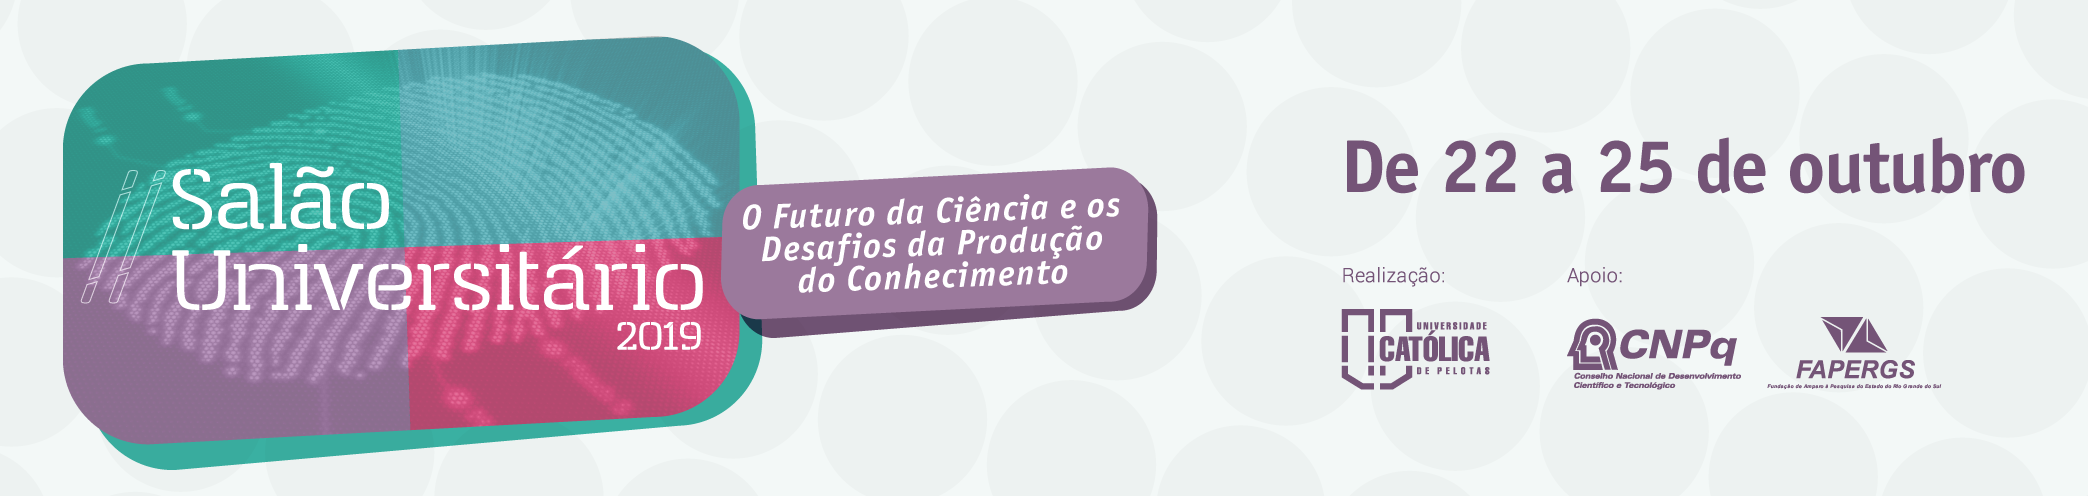 Salão
Universitário
2019
O Futuro da Ciência e os
Desafios da Produção
do Conhecimento
De 22 a 25 de outubro
Realização:
Apoio:
UNIVERSIDADE
CATÓLICA
DE PELOTAS
CNPq
Conselho Nacional de Desenvolvimento
Científico e Tecnológico
FAPERGS
Fundação de Amparo à Pesquisa do Estado do Rio Grande do Sul